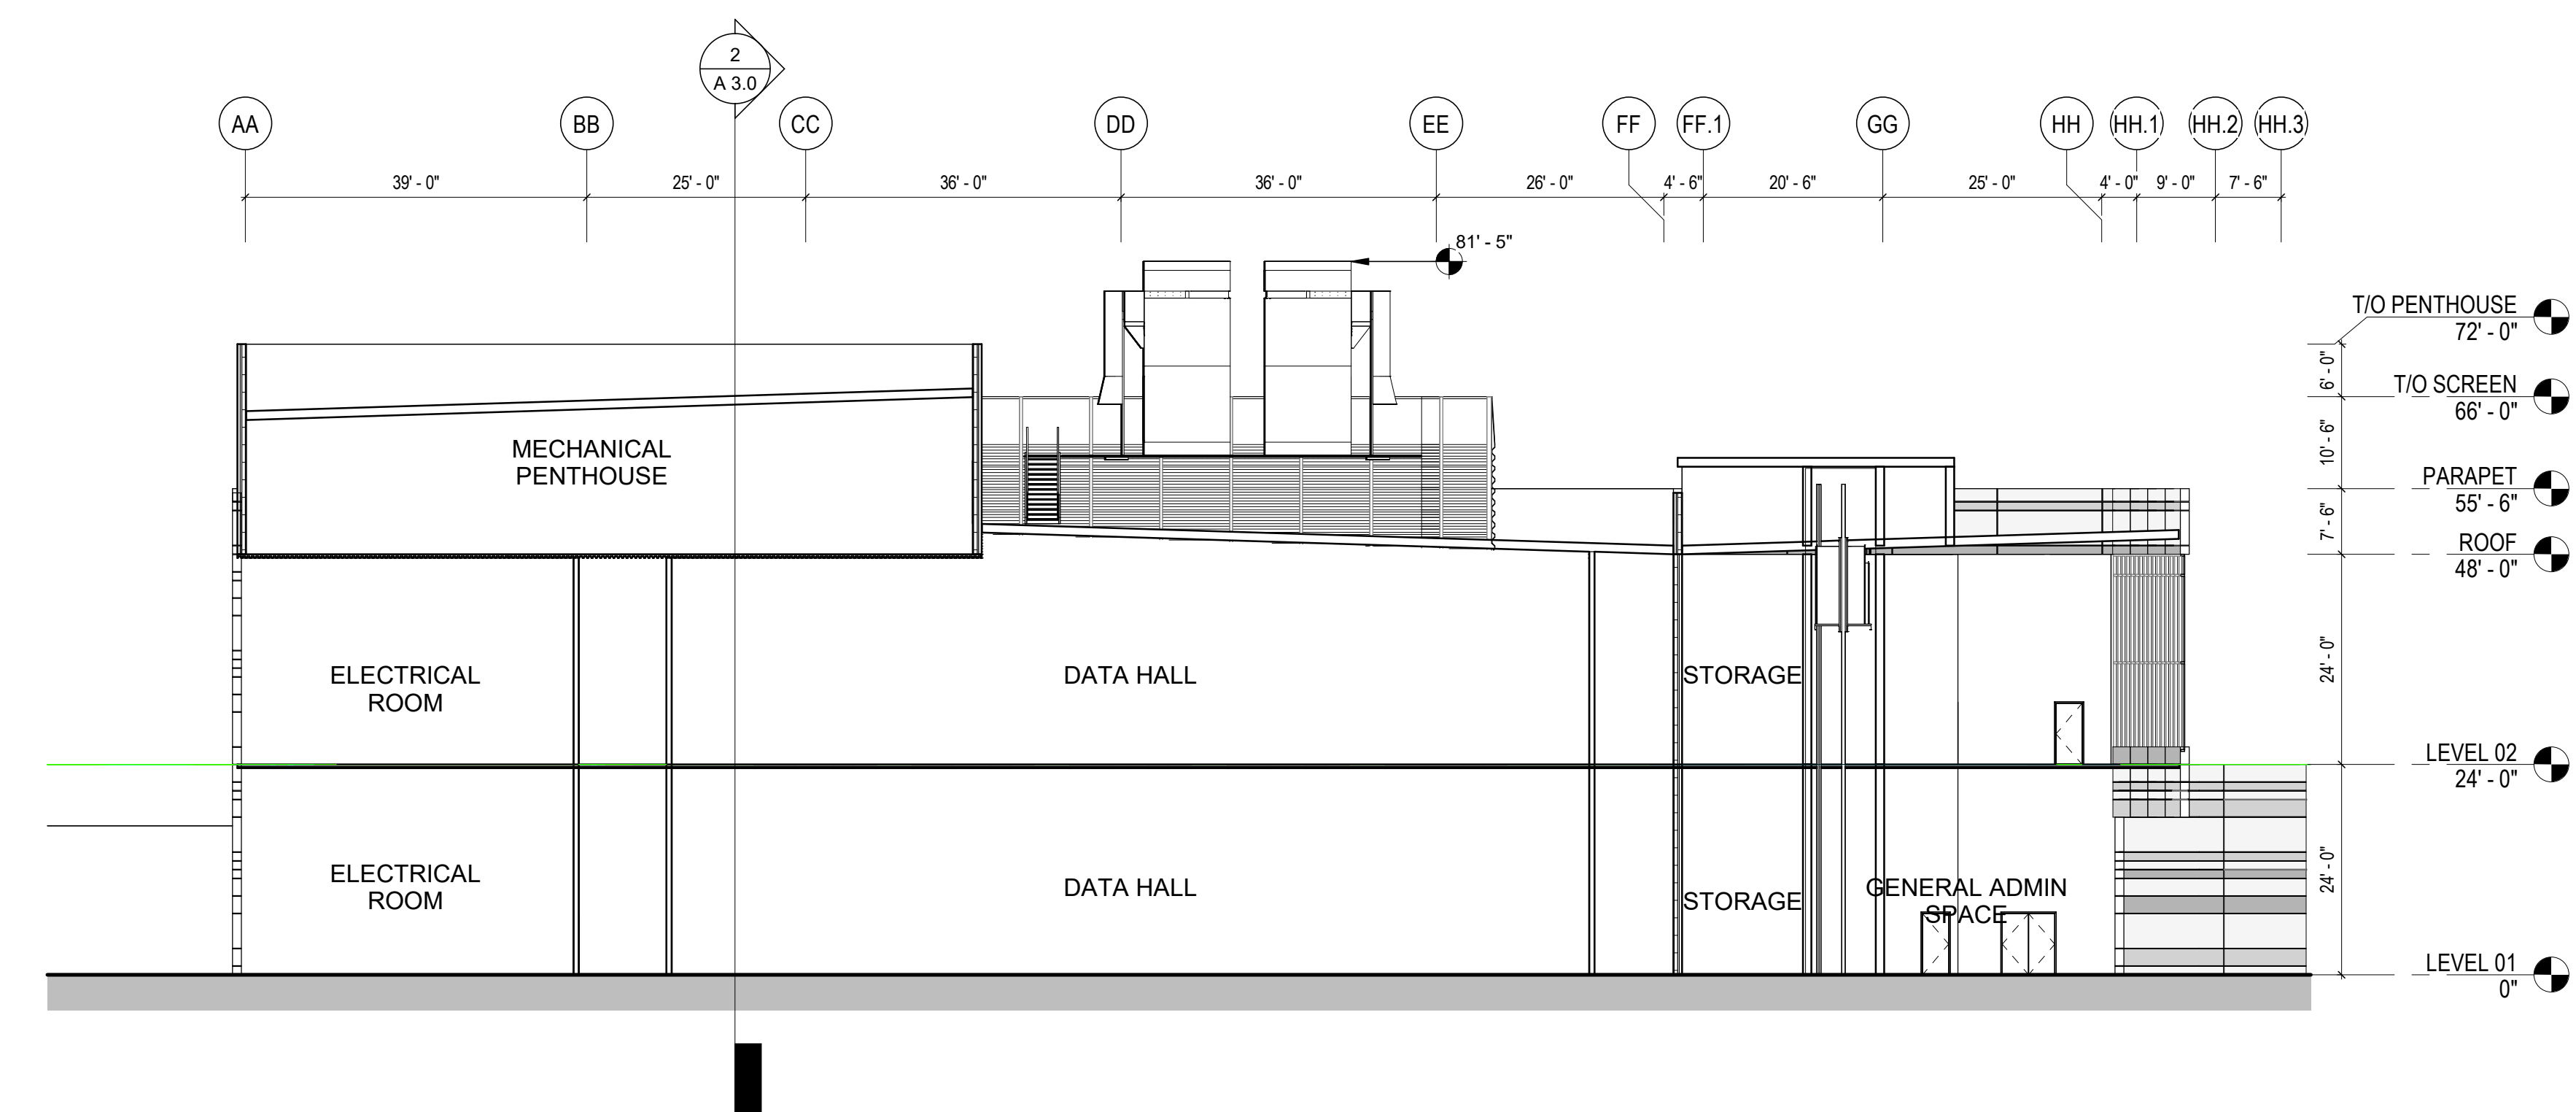 2
A 3.0
AA
BB
CC
DD
EE
FF
FF.1
GG
HH
HH.1
HH.2
HH.3
39' - 0"
25' - 0"
36' - 0"
36' - 0"
26' - 0"
4' - 6"
20' - 6"
25' - 0"
4' - 0"
9' - 0"
7' - 6"
81' - 5"
T/O PENTHOUSE
72' - 0"
6' - 0"
T/O SCREEN
66' - 0"
10' - 6"
PARAPET
55' - 6"
7' - 6"
ROOF
48' - 0"
24' - 0"
LEVEL 02
24' - 0"
24' - 0"
LEVEL 01
0"
MECHANICAL
PENTHOUSE
ELECTRICAL
ROOM
DATA HALL
STORAGE
ELECTRICAL
ROOM
DATA HALL
STORAGE
GENERAL ADMIN
SPACE